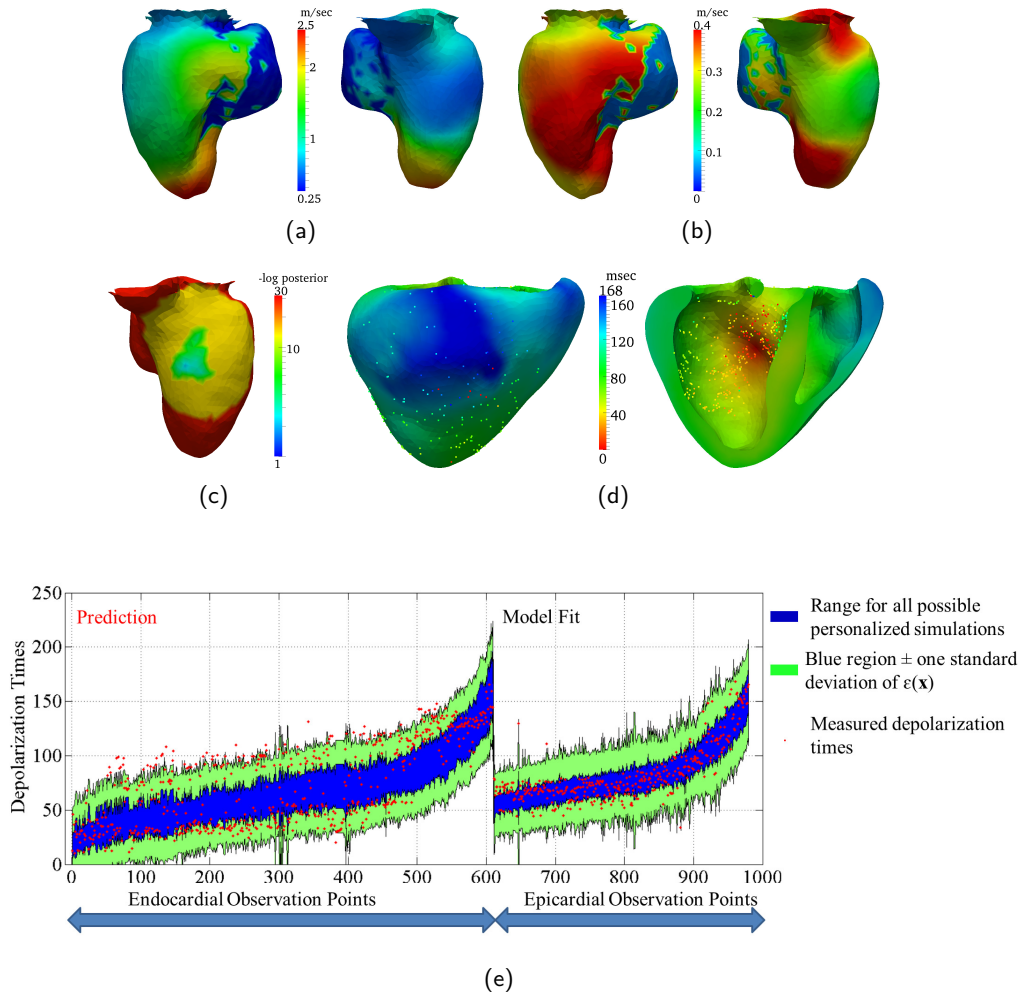 m/sec
2.5
2
1
0.25
(a)
m/sec
0.4
0.3
0.2
0.1
0
(b)
-log posterior
30
10
1
(c)
msec
168
160
120
80
40
0
(d)
250
200
150
100
50
0
Depolarization Times
Prediction
Model Fit
0 100 200 300 400 500 600 700 800 900 1000
Endocardial Observation Points
Epicardial Observation Points
Range for all possible
personalized simulations
Blue region ± one standard
deviation of ε(x)
Measured depolarization
times
(e)